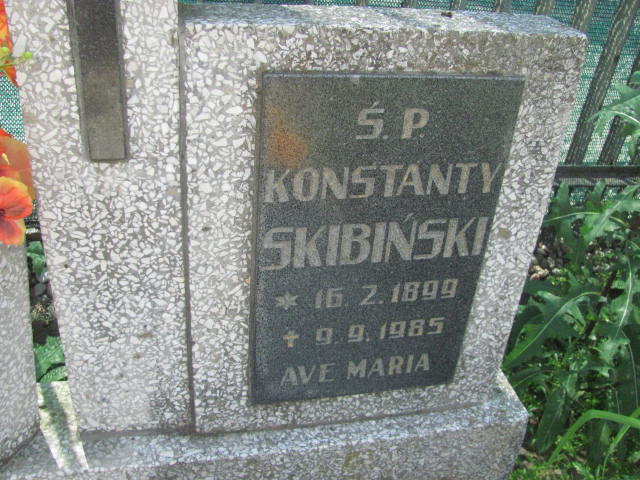 Ś. P.
KONSTANTY
SKIBIŃSKI
* 16. 2. 1899
✝ 9. 9. 1985
AVE MARIA